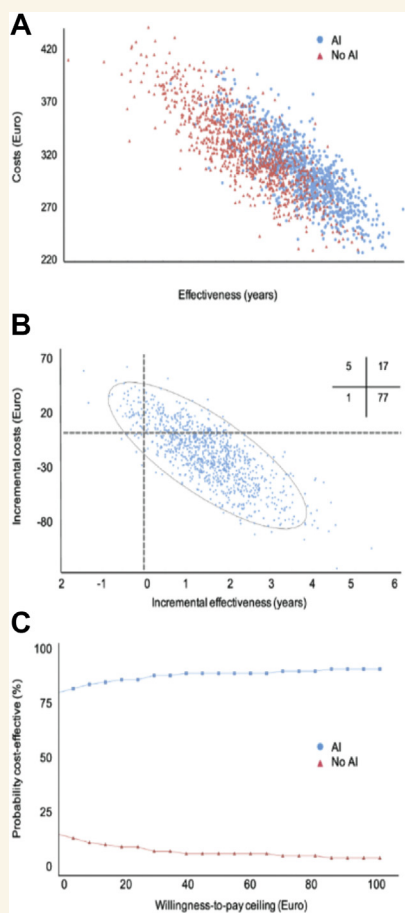 A
420
370
320
270
220
Costs (Euro)
AI
No AI
Effectiveness (years)
B
70
20
-30
-80
Incremental costs (Euro)
5 17
1 77
2 -1 0 1 2 3 4 5 6
Incremental effectiveness (years)
C
100
75
50
25
0
Probability cost-effective (%)
AI
No AI
0 20 40 60 80 100
Willingness-to-pay ceiling (Euro)